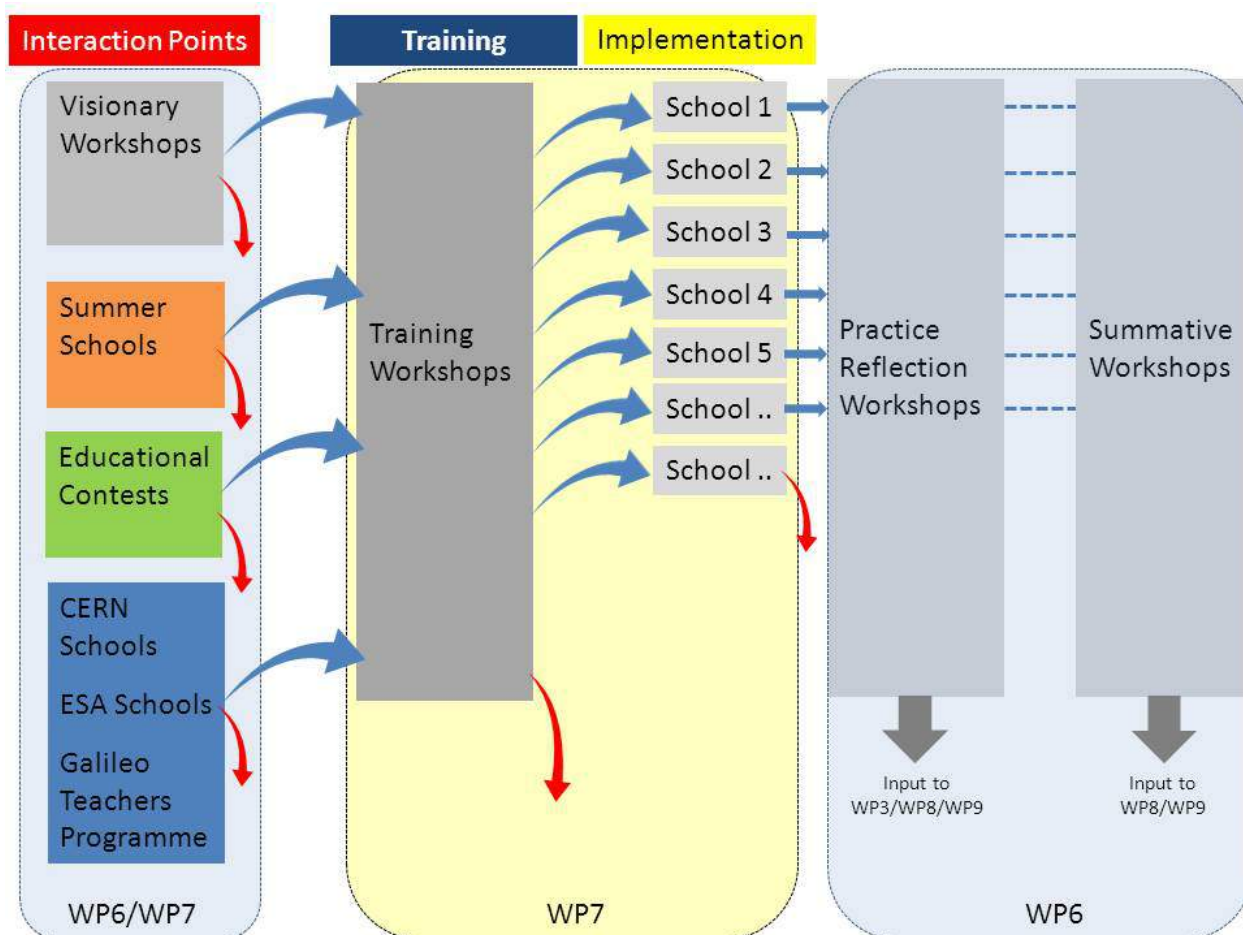 Interaction Points
Training
Implementation
Visionary
Workshops
Summer
Schools
Educational
Contests
CERN
Schools
ESA Schools
Galileo
Teachers
Programme
WP6/WP7
Training
Workshops
School 1
School 2
School 3
School 4
School 5
School ..
School ..
WP7
Practice
Reflection
Workshops
Summative
Workshops
Input to
WP3/WP8/WP9
Input to
WP8/WP9
WP6